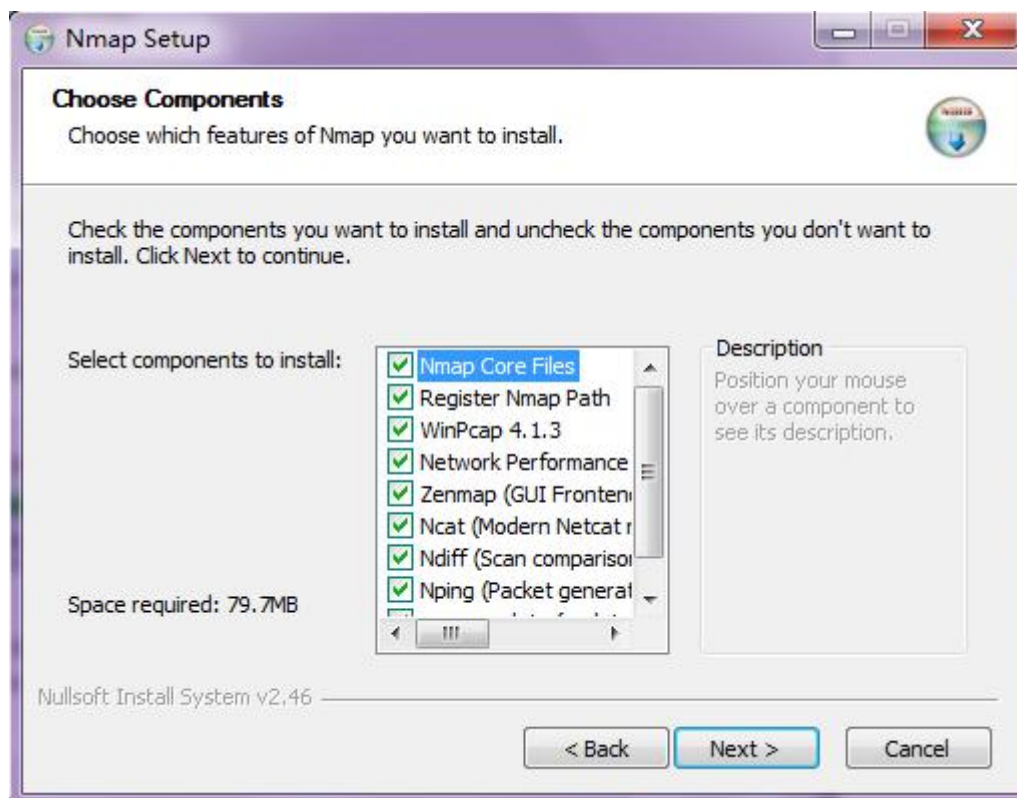 Nmap Setup
Choose Components
Choose which features of Nmap you want to install.
Check the components you want to install and uncheck the components you don't want to
install. Click Next to continue.
Select components to install:
Nmap Core Files
Register Nmap Path
WinPcap 4.1.3
Network Performance
Zenmap (GUI Fronten
Ncat (Modern Netcat r
Ndiff (Scan comparison
Nping (Packet generat
Description
Position your mouse
over a component to
see its description.
Space required: 79.7MB
Nullsoft Install System v2.46
< Back
Next >
Cancel